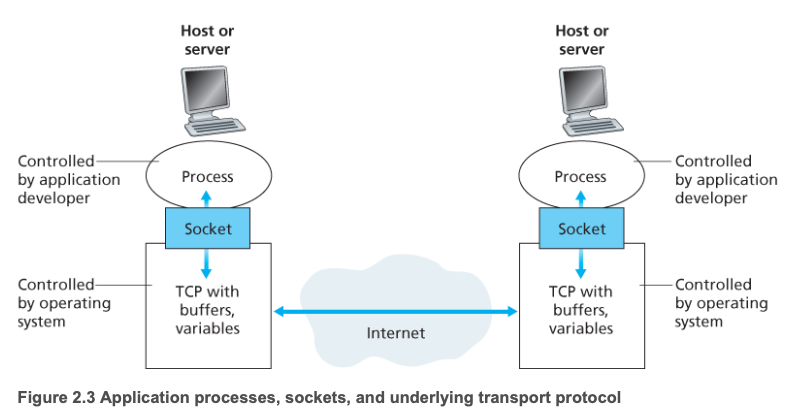 Host or
server
Host or
server
Controlled
by application
developer
Process
Process
Controlled
by application
developer
Socket
Socket
Controlled
by operating
system
TCP with
buffers,
variables
Internet
TCP with
buffers,
variables
Controlled
by operating
system
Figure 2.3 Application processes, sockets, and underlying transport protocol